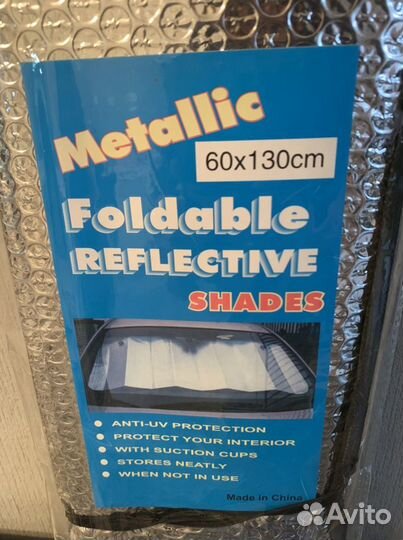 Metallic
60x130cm
Foldable
REFLECTIVE
SHADES
• ANTI-UV PROTECTION
• PROTECT YOUR INTERIOR
• WITH SUCTION CUPS
• STORES NEATLY
• WHEN NOT IN USE
Made in China
Avito